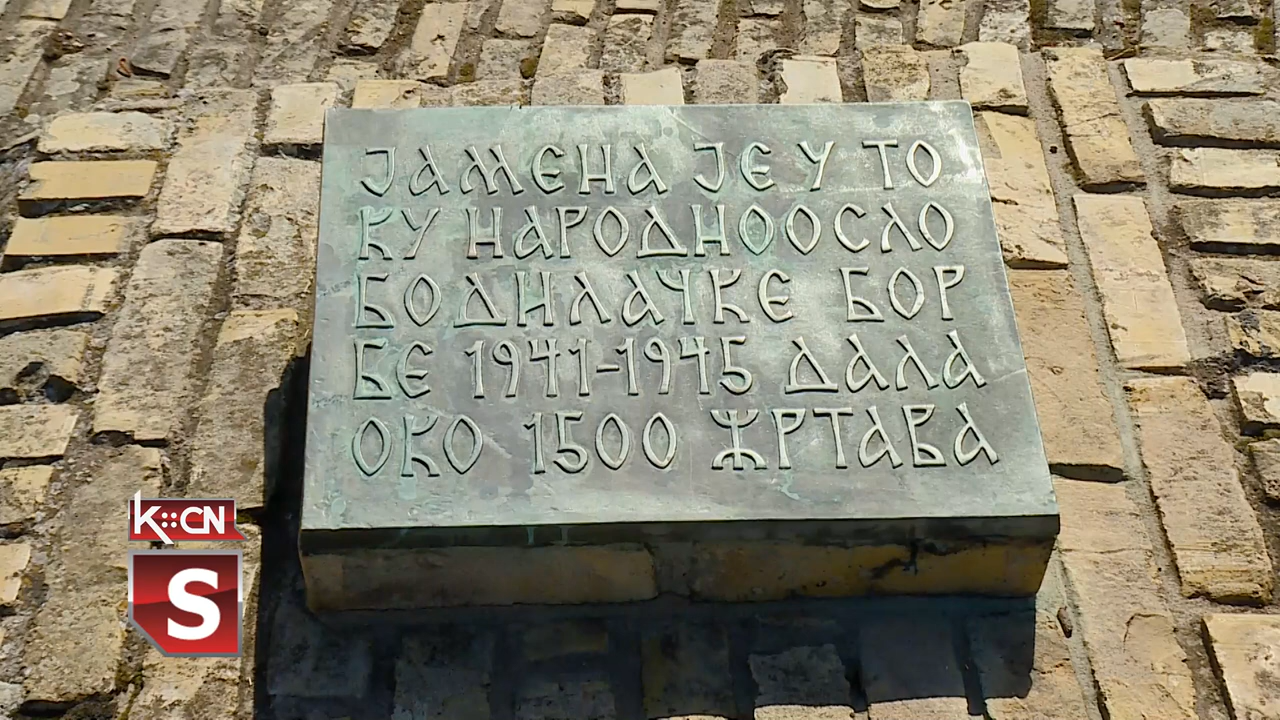 ЈАМЕНА ЈЕ У ТО
КУ НАРОДНООСЛО
БОДИЛАЧКЕ БОР
БЕ 1941-1945 ДАЛА
ОКО 1500 ЖРТАВА
K::CN
S